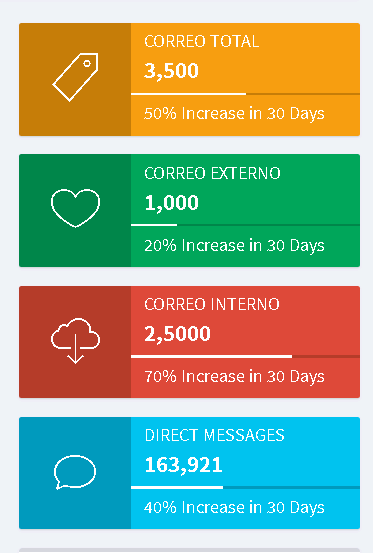 CORREO TOTAL
3,500
50% Increase in 30 Days
CORREO EXTERNO
1,000
20% Increase in 30 Days
CORREO INTERNO
2,5000
70% Increase in 30 Days
DIRECT MESSAGES
163,921
40% Increase in 30 Days